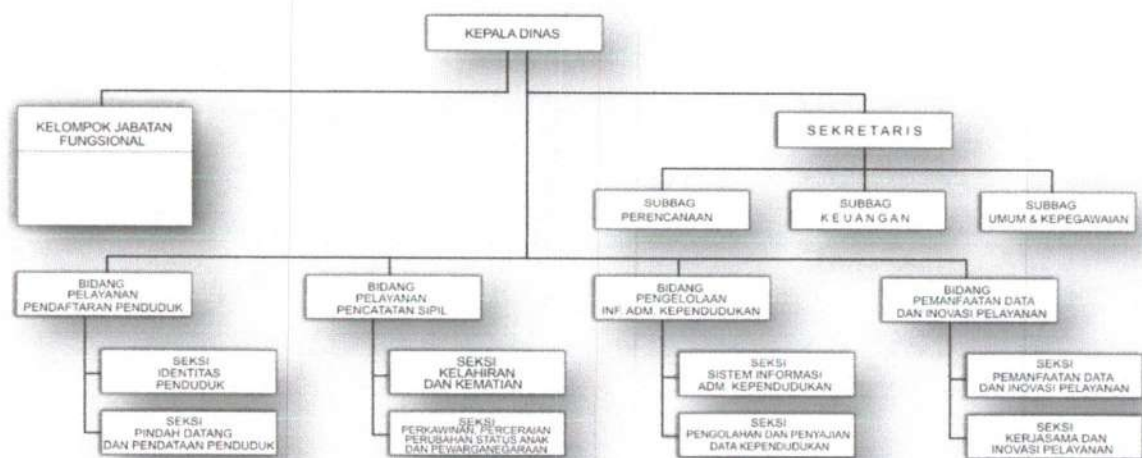 KEPALA DINAS
KELOMPOK JABATAN
FUNGSIONAL
S E K R E T A R I S
SUBBAG
PERENCANAAN
SUBBAG
K E U A N G A N
SUBBAG
UMUM & KEPEGAWAIAN
BIDANG
PELAYANAN
PENDAFTARAN PENDUDUK
BIDANG
PELAYANAN
PENCATATAN SIPIL
BIDANG
PENGELOLAAN
INF. ADM. KEPENDUDUKAN
BIDANG
PEMANFAATAN DATA
DAN INOVASI PELAYANAN
SEKSI
IDENTITAS
PENDUDUK
SEKSI
KELAHIRAN
DAN KEMATIAN
SEKSI
SISTEM INFORMASI
ADM. KEPENDUDUKAN
SEKSI
PEMANFAATAN DATA
DAN INOVASI PELAYANAN
SEKSI
PINDAH DATANG
DAN PENDATAAN PENDUDUK
SEKSI
PERKAWINAN, PERCERAIAN
PERUBAHAN STATUS ANAK
DAN PEWARGANEGARAAN
SEKSI
PENGOLAHAN DAN PENYAJIAN
DATA KEPENDUDUKAN
SEKSI
KERJASAMA DAN
INOVASI PELAYANAN